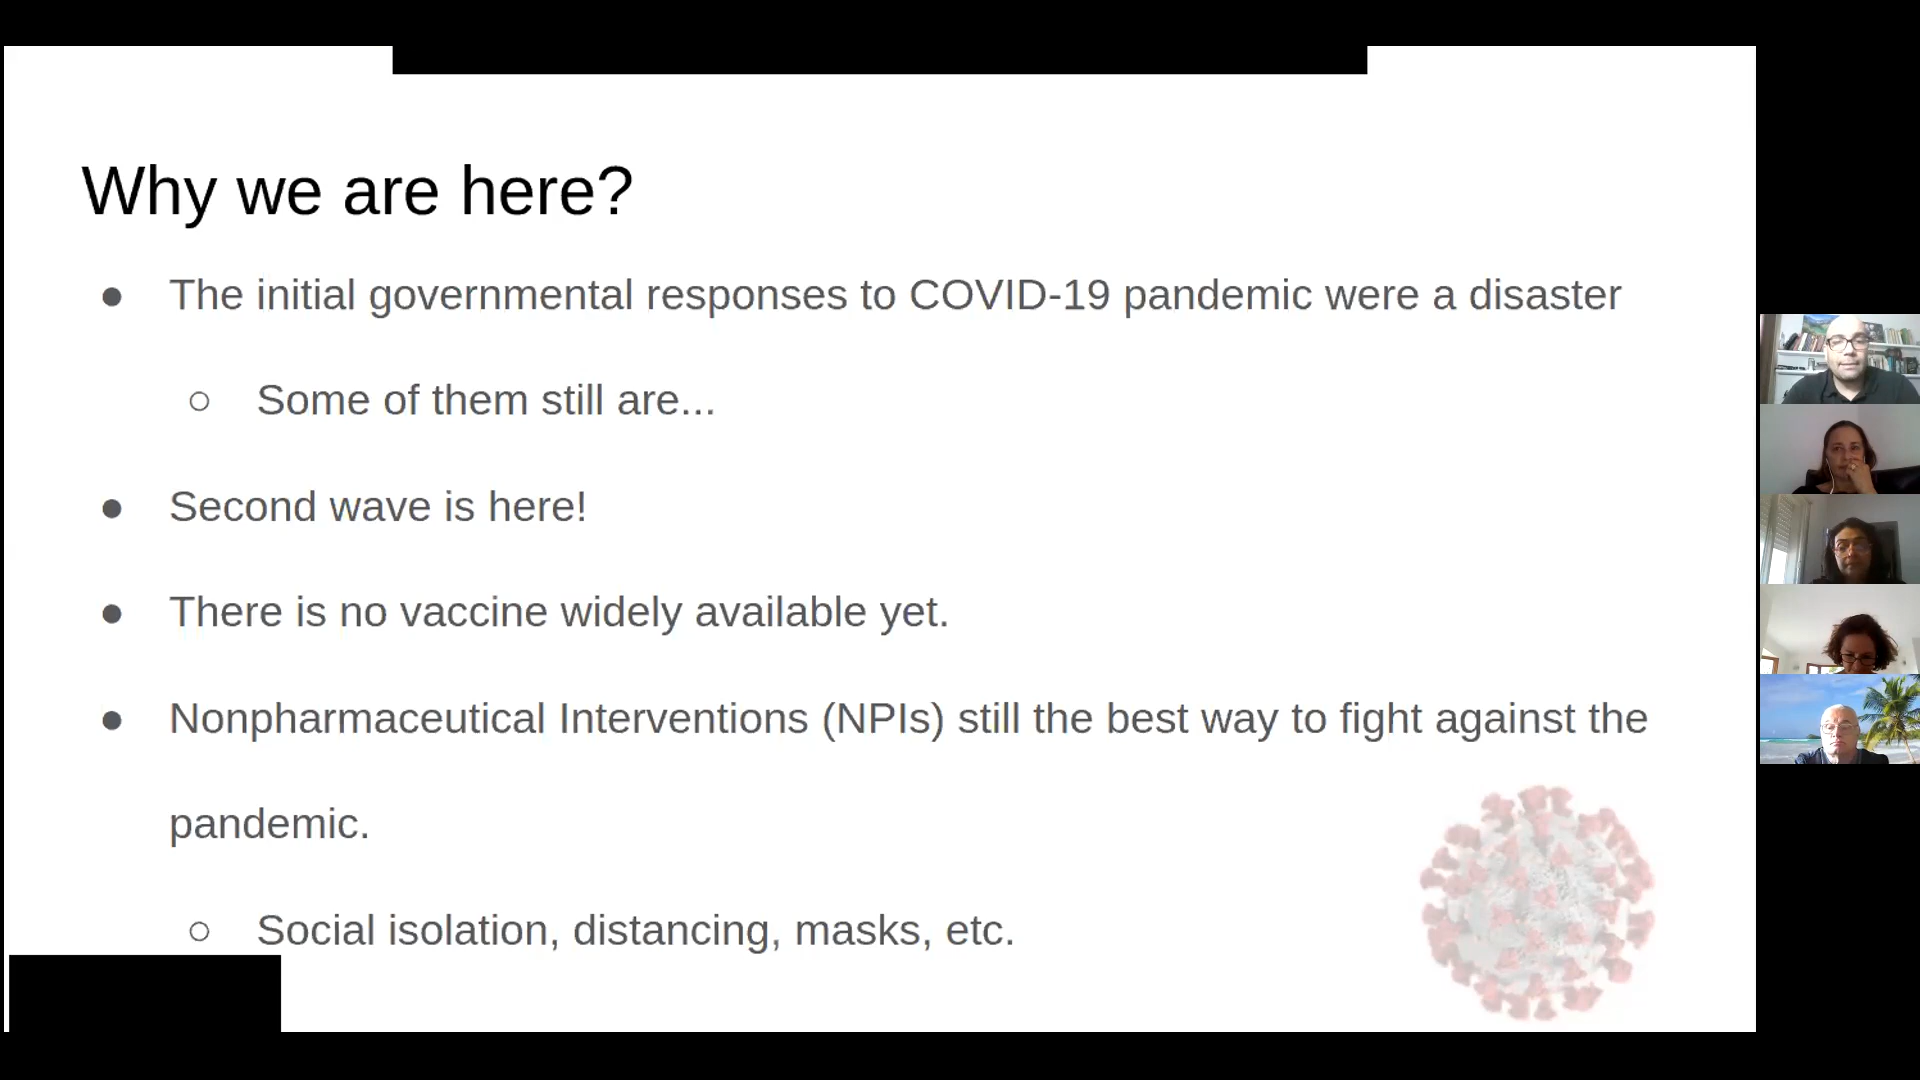 Why we are here?
● The initial governmental responses to COVID-19 pandemic were a disaster
○ Some of them still are...
● Second wave is here!
● There is no vaccine widely available yet.
● Nonpharmaceutical Interventions (NPIs) still the best way to fight against the
pandemic.
○ Social isolation, distancing, masks, etc.